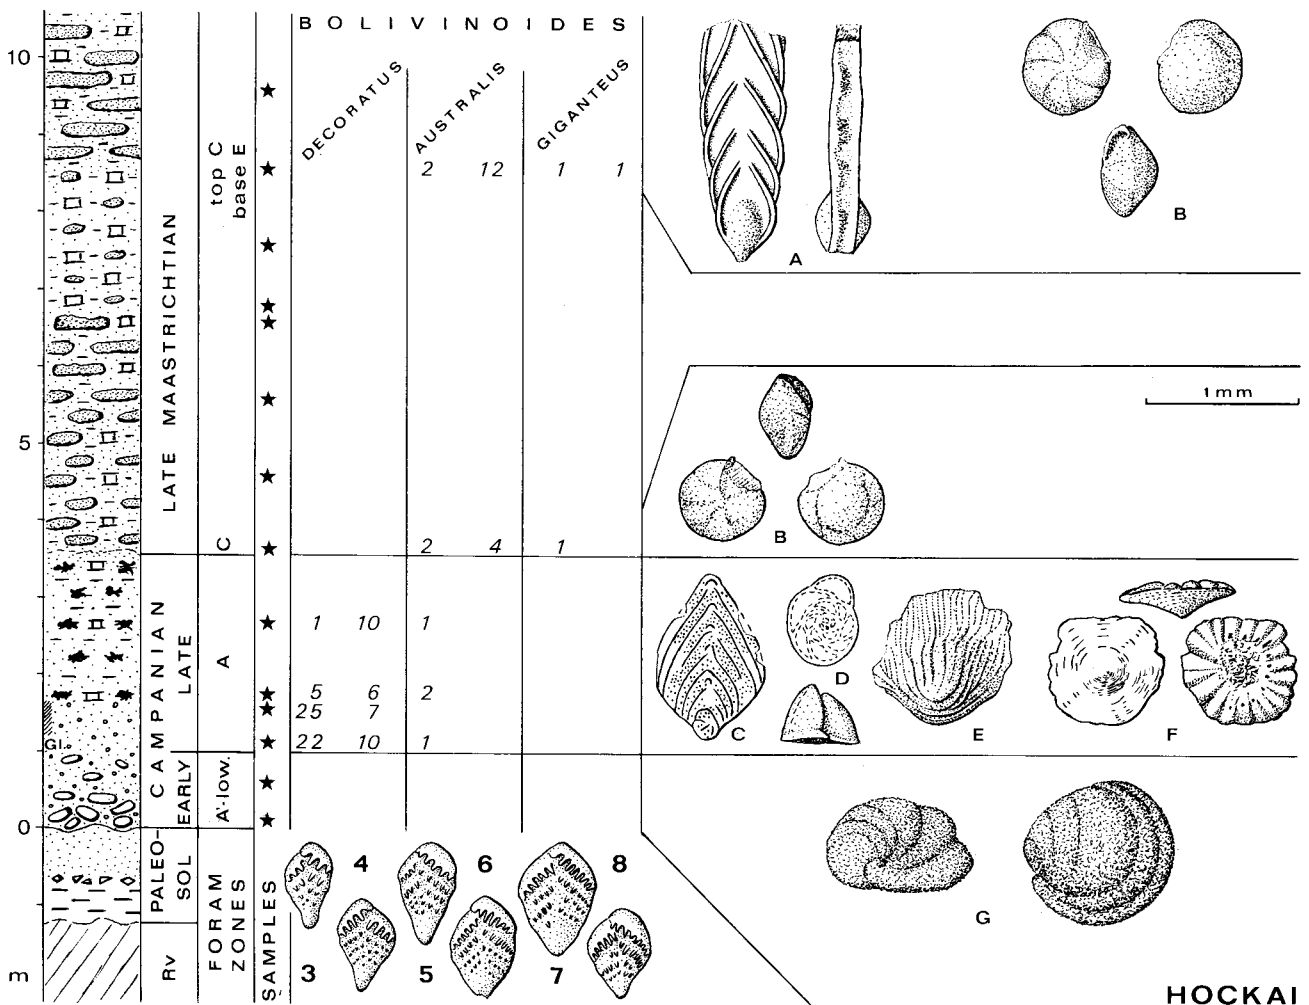 BOLIVINOIDES
DECORATUS
AUSTRALIS
GIGANTEUS
10
5
0
m
Gl.
LATE MAASTRICHTIAN
CAMPANIAN
LATE
EARLY
PALEO-
SOL
Rv
top C
base E
C
A
A'-low.
FORAM
ZONES
SAMPLES
2 12 1 1
2 4 1
1 10 1
5 6 2
25 7
22 10 1
3
4
5
6
7
8
A
B
1 mm
B
C
D
E
F
G
HOCKAI